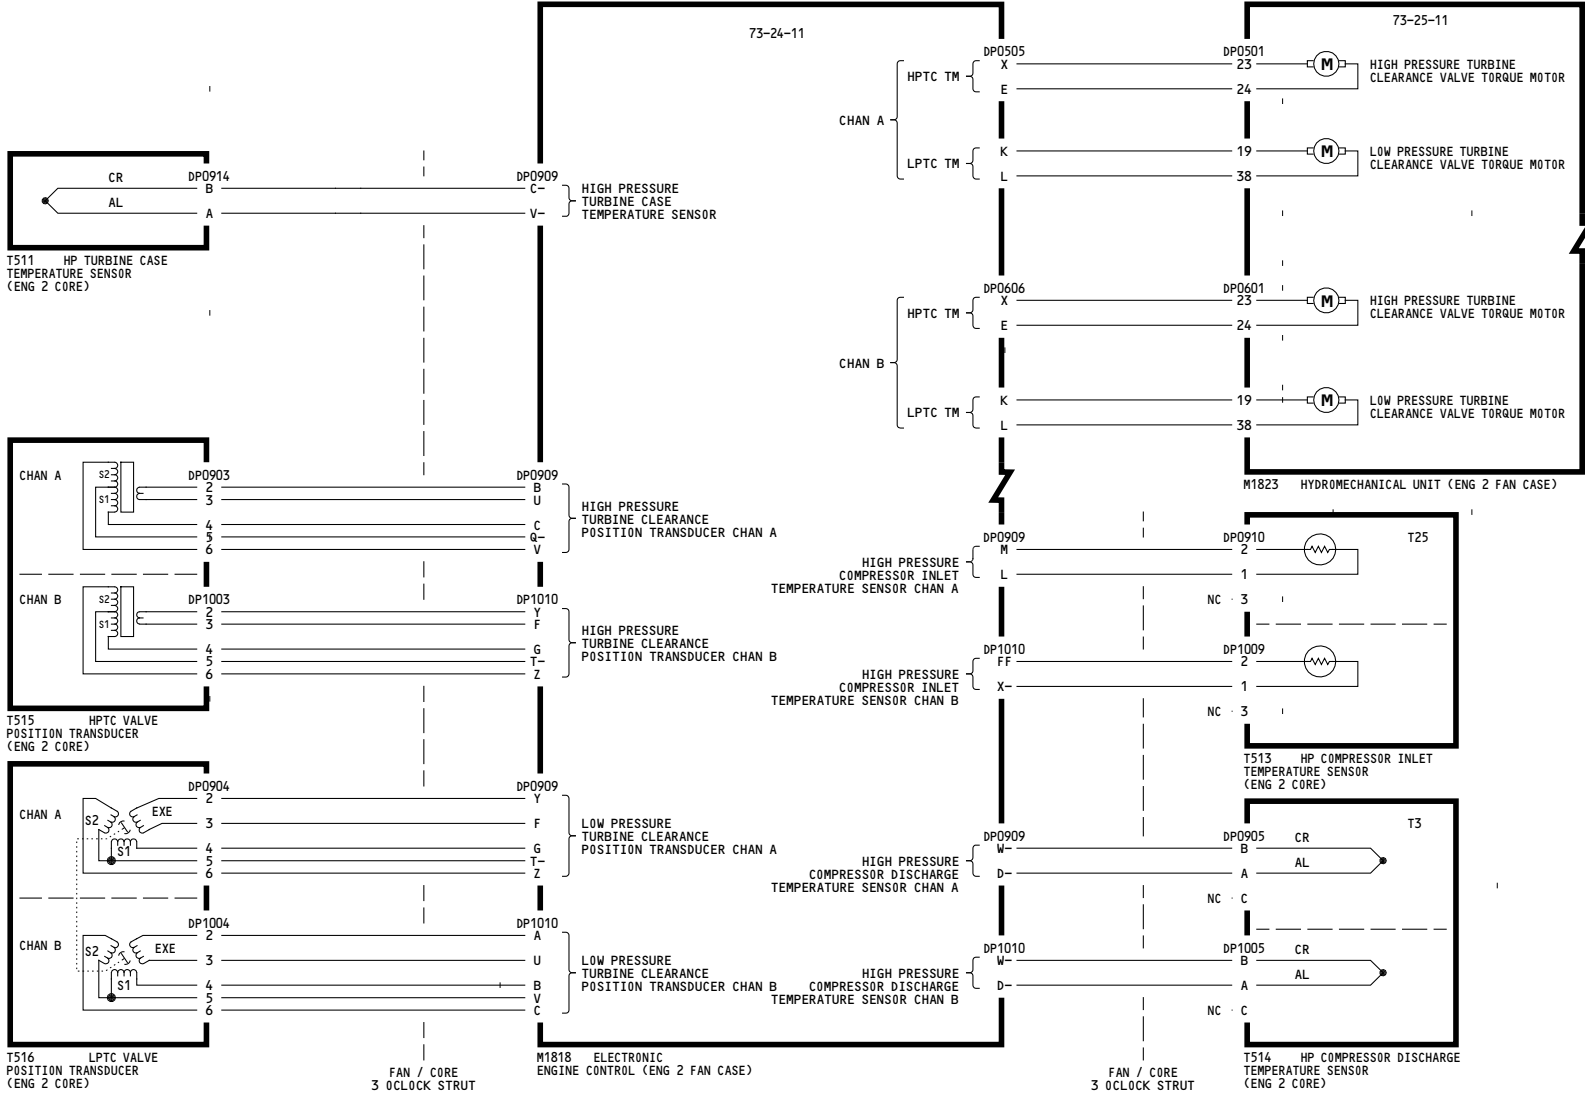 73-24-11
73-25-11
DP0505
X
E
K
L
HPTC TM
LPTC TM
CHAN A
DP0501
23
24
19
38
M
HIGH PRESSURE TURBINE
CLEARANCE VALVE TORQUE MOTOR
M
LOW PRESSURE TURBINE
CLEARANCE VALVE TORQUE MOTOR
CR
AL
DP0914
B
A
DP0909
C-
V-
HIGH PRESSURE
TURBINE CASE
TEMPERATURE SENSOR
T511 HP TURBINE CASE
TEMPERATURE SENSOR
(ENG 2 CORE)
DP0606
X
E
K
L
HPTC TM
LPTC TM
CHAN B
DP0601
23
24
19
38
M
HIGH PRESSURE TURBINE
CLEARANCE VALVE TORQUE MOTOR
M
LOW PRESSURE TURBINE
CLEARANCE VALVE TORQUE MOTOR
M1823 HYDROMECHANICAL UNIT (ENG 2 FAN CASE)
CHAN A
S2
S1
DP0903
2
3
4
5
6
DP0909
B
U
C
Q-
V
HIGH PRESSURE
TURBINE CLEARANCE
POSITION TRANSDUCER CHAN A
CHAN B
S2
S1
DP1003
2
3
4
5
6
DP1010
Y
F
G
T-
Z
HIGH PRESSURE
TURBINE CLEARANCE
POSITION TRANSDUCER CHAN B
T515 HPTC VALVE
POSITION TRANSDUCER
(ENG 2 CORE)
HIGH PRESSURE
COMPRESSOR INLET
TEMPERATURE SENSOR CHAN A
DP0909
M
L
DP0910
2
1
NC 3
T25
HIGH PRESSURE
COMPRESSOR INLET
TEMPERATURE SENSOR CHAN B
DP1010
FF
X-
DP1009
2
1
NC 3
T513 HP COMPRESSOR INLET
TEMPERATURE SENSOR
(ENG 2 CORE)
CHAN A
S2
S1
EXE
DP0904
2
3
4
5
6
DP0909
Y
F
G
T-
Z
LOW PRESSURE
TURBINE CLEARANCE
POSITION TRANSDUCER CHAN A
CHAN B
S2
S1
EXE
DP1004
2
3
4
5
6
DP1010
A
U
B
V
C
LOW PRESSURE
TURBINE CLEARANCE
POSITION TRANSDUCER CHAN B
T516 LPTC VALVE
POSITION TRANSDUCER
(ENG 2 CORE)
HIGH PRESSURE
COMPRESSOR DISCHARGE
TEMPERATURE SENSOR CHAN A
DP0909
W-
D-
DP0905
B
A
NC C
CR
AL
T3
HIGH PRESSURE
COMPRESSOR DISCHARGE
TEMPERATURE SENSOR CHAN B
DP1010
W-
D-
DP1005
B
A
NC C
CR
AL
T514 HP COMPRESSOR DISCHARGE
TEMPERATURE SENSOR
(ENG 2 CORE)
FAN / CORE
3 OCLOCK STRUT
M1818 ELECTRONIC
ENGINE CONTROL (ENG 2 FAN CASE)
FAN / CORE
3 OCLOCK STRUT